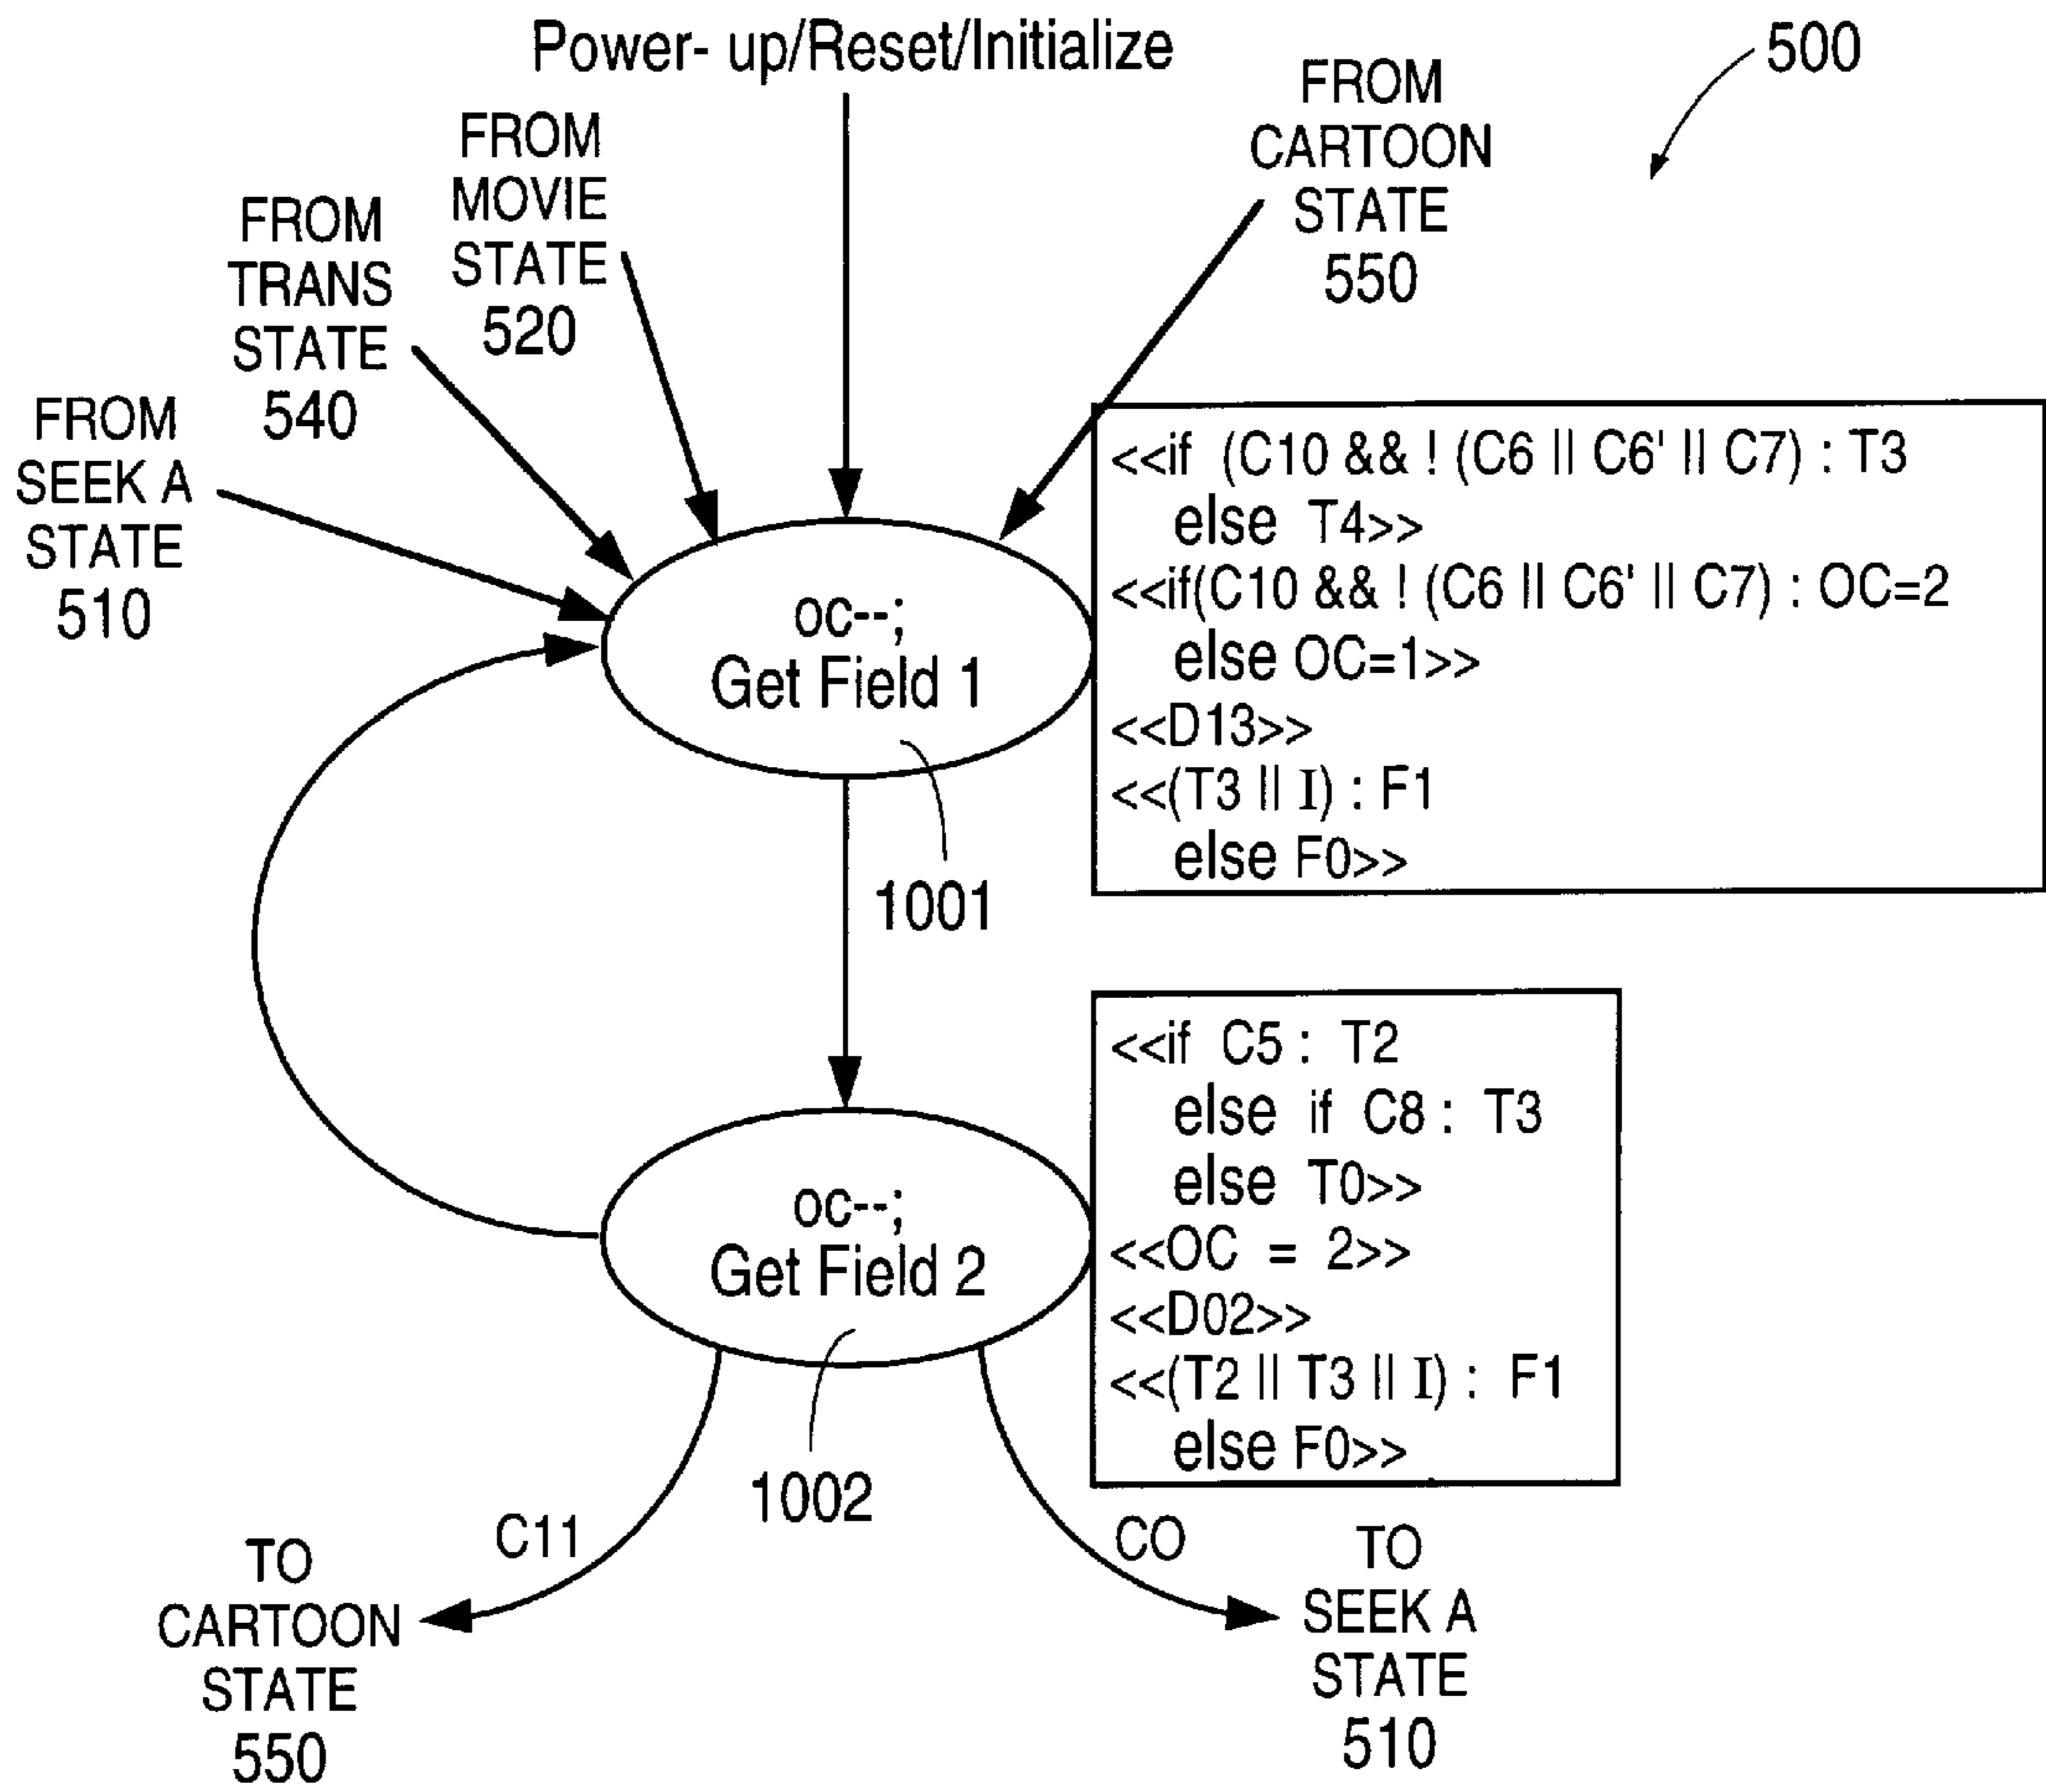 Power- up/Reset/Initialize
500
FROM
CARTOON
STATE
550
FROM
MOVIE
STATE
520
FROM
TRANS
STATE
540
FROM
SEEK A
STATE
510
oc--;
Get Field 1
1001
<<if (C10 && ! (C6 || C6' || C7) : T3
else T4>>
<<if(C10 && ! (C6 || C6' || C7) : OC=2
else OC=1>>
<<D13>>
<<(T3 || I) : F1
else F0>>
oc--;
Get Field 2
1002
<<if C5 : T2
else if C8 : T3
else T0>>
<<OC = 2>>
<<D02>>
<<(T2 || T3 || I) : F1
else F0>>
C11
TO
CARTOON
STATE
550
CO
TO
SEEK A
STATE
510